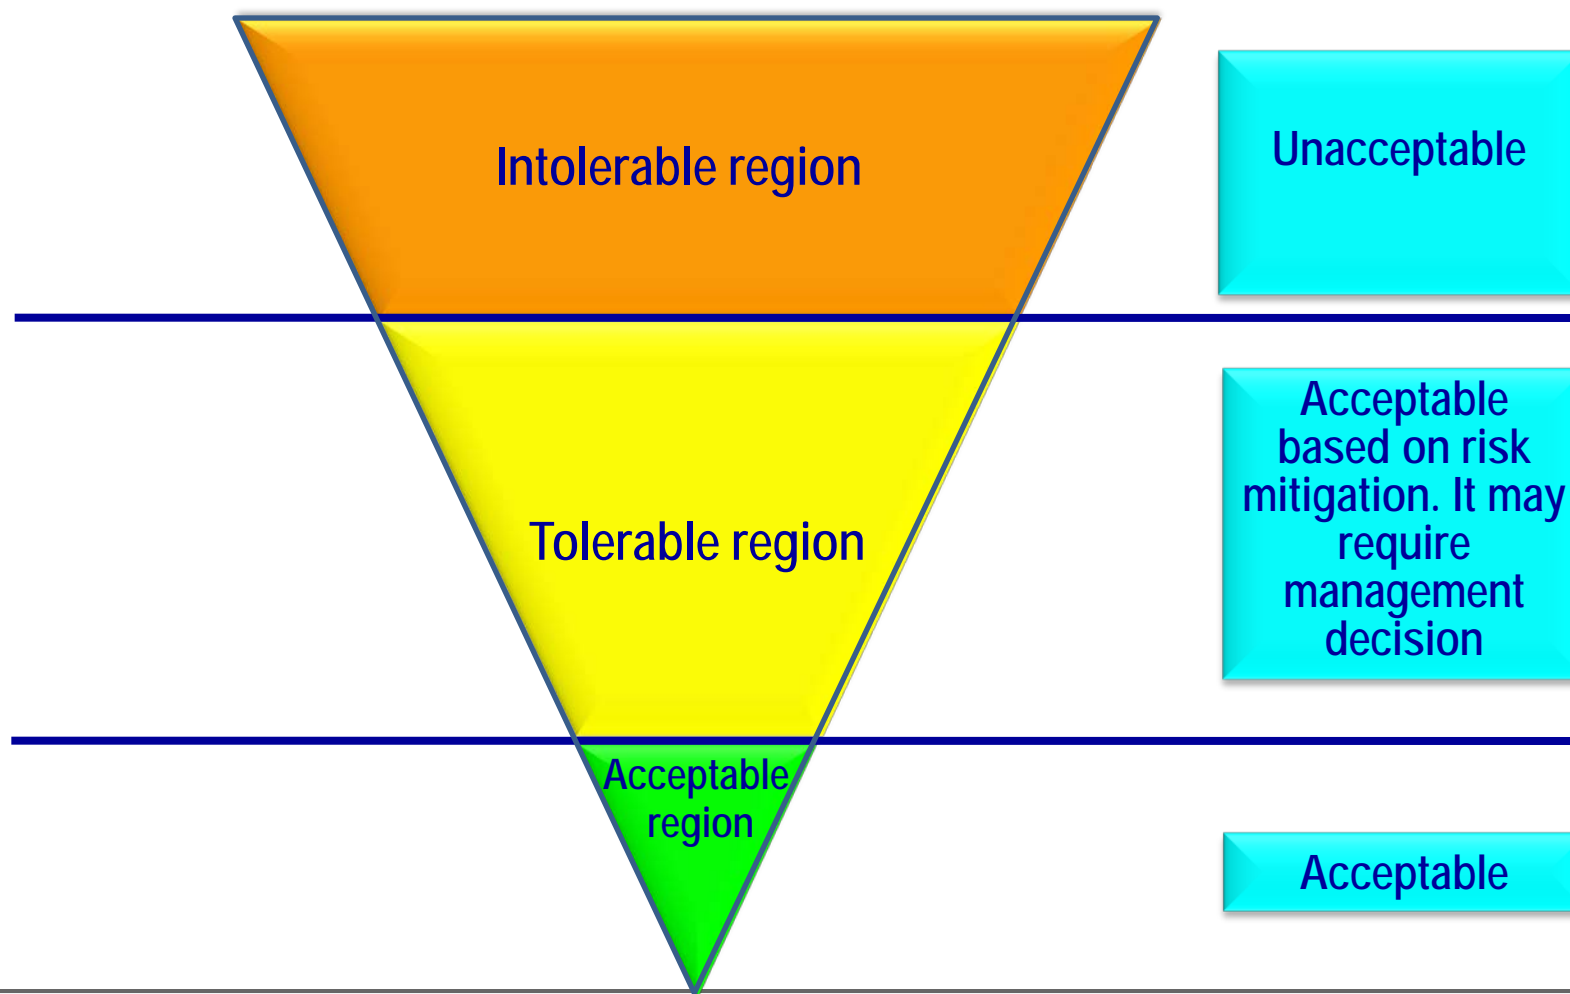 Intolerable region
Unacceptable
Tolerable region
Acceptable
based on risk
mitigation. It may
require
management
decision
Acceptable
region
Acceptable